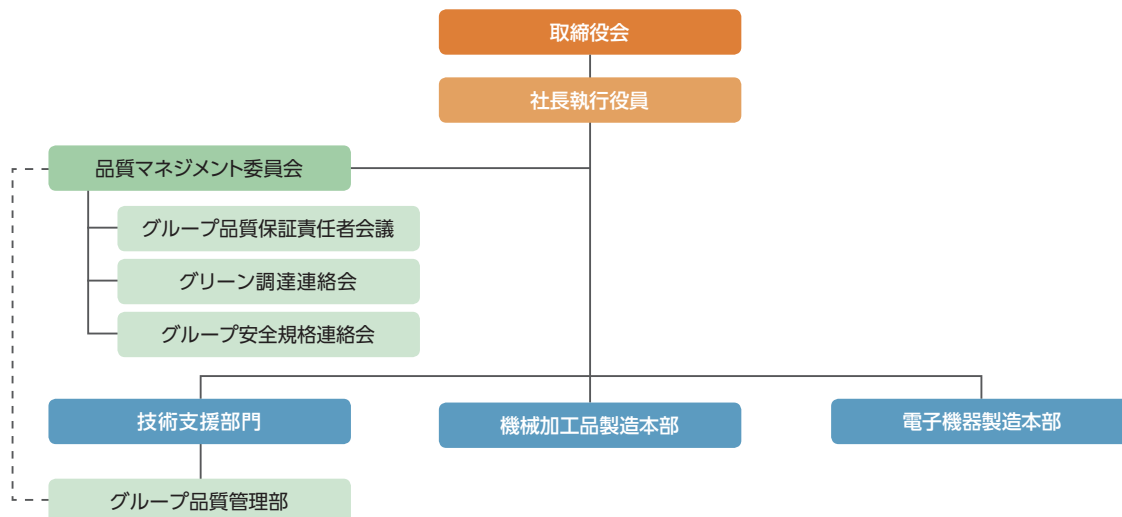 取締役会
社長執行役員
品質マネジメント委員会
グループ品質保証責任者会議
グリーン調達連絡会
グループ安全規格連絡会
技術支援部門
機械加工品製造本部
電子機器製造本部
グループ品質管理部